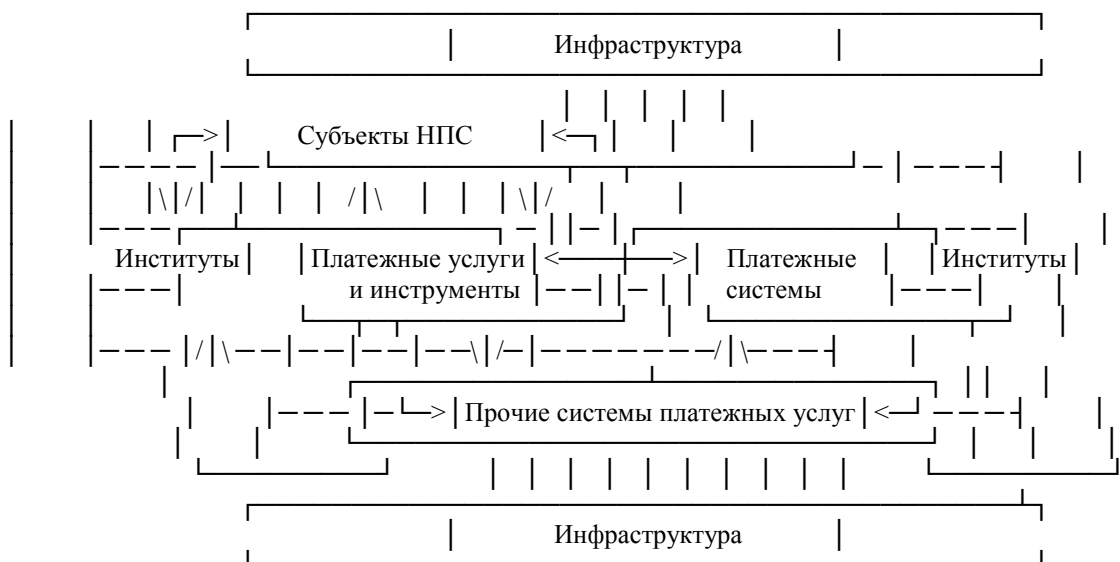 Инфраструктура
Субъекты НПС
Институты Платежные услуги Платежные Институты
и инструменты системы
Прочие системы платежных услуг
Инфраструктура